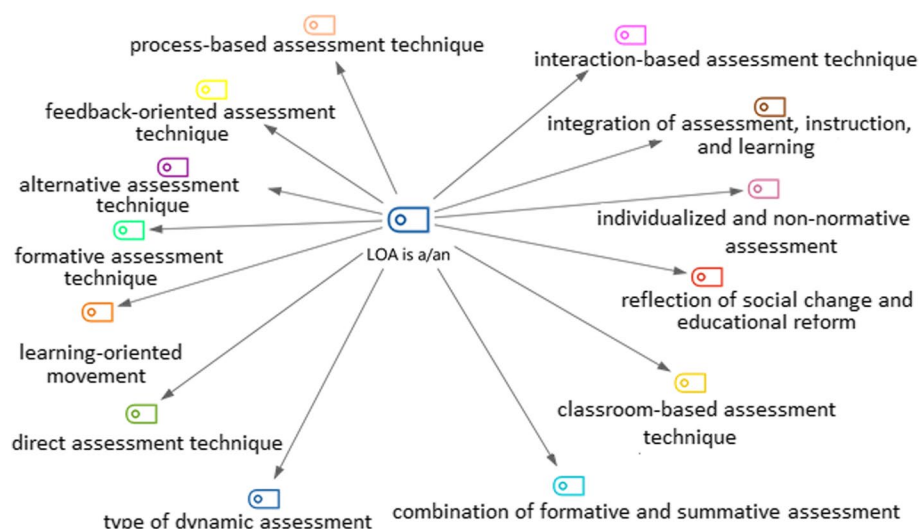 process-based assessment technique
interaction-based assessment technique
feedback-oriented assessment
technique
integration of assessment, instruction,
and learning
alternative assessment
technique
individualized and non-normative
assessment
formative assessment
technique
LOA is a/an
reflection of social change and
educational reform
learning-oriented
movement
classroom-based assessment
technique
direct assessment technique
type of dynamic assessment
combination of formative and summative assessment